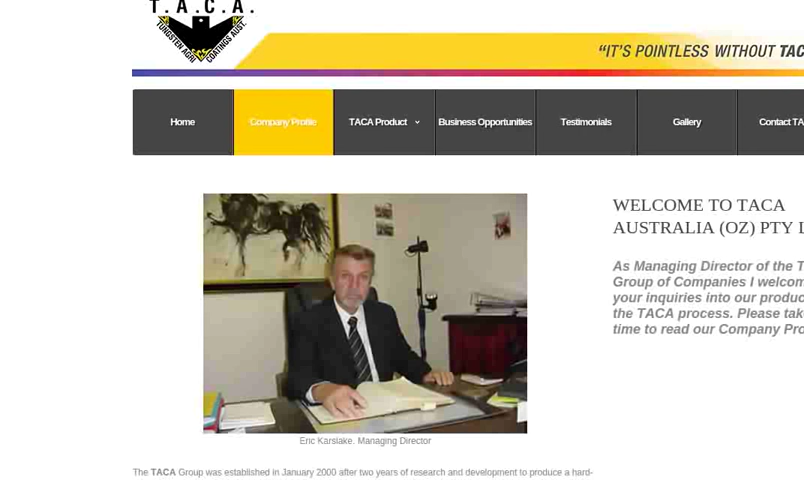 T.A.C.A.
TUNGSTEN AGRI COATINGS AUST.
"IT'S POINTLESS WITHOUT TAC
Home
Company Profile
TACA Product
Business Opportunities
Testimonials
Gallery
Contact TA
WELCOME TO TACA
AUSTRALIA (OZ) PTY L
As Managing Director of the T
Group of Companies I welcom
your inquiries into our produc
the TACA process. Please tak
time to read our Company Pro
Eric Karslake. Managing Director
The TACA Group was established in January 2000 after two years of research and development to produce a hard-